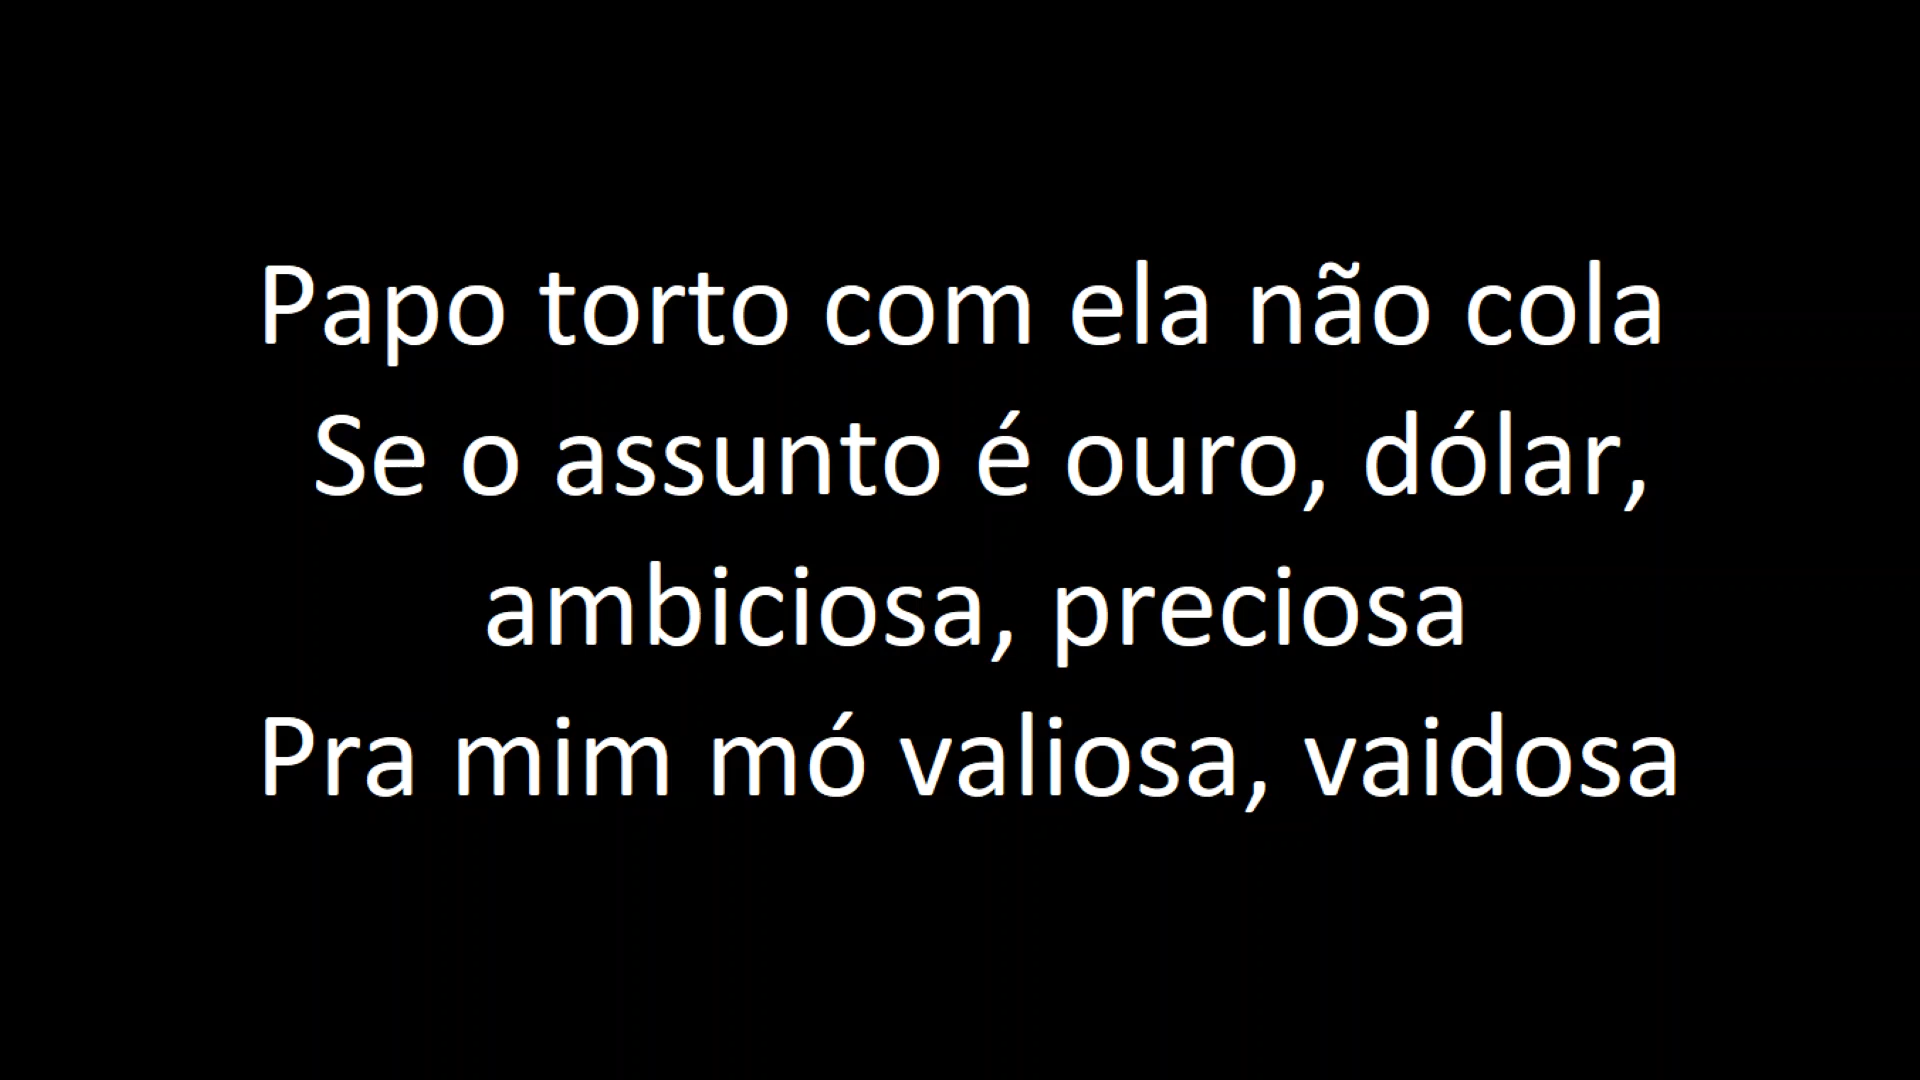 Papo torto com ela não cola
Se o assunto é ouro, dólar,
ambiciosa, preciosa
Pra mim mó valiosa, vaidosa